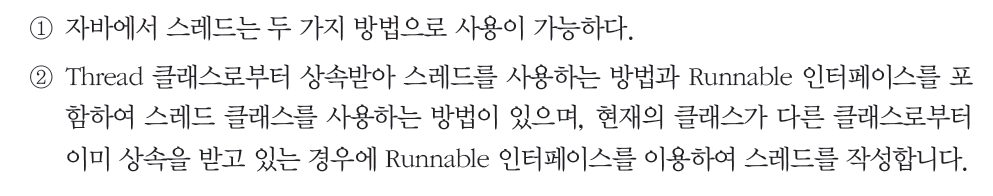 ① 자바에서 스레드는 두 가지 방법으로 사용이 가능하다.
② Thread 클래스로부터 상속받아 스레드를 사용하는 방법과 Runnable 인터페이스를 포
함하여 스레드 클래스를 사용하는 방법이 있으며, 현재의 클래스가 다른 클래스로부터
이미 상속을 받고 있는 경우에 Runnable 인터페이스를 이용하여 스레드를 작성합니다.